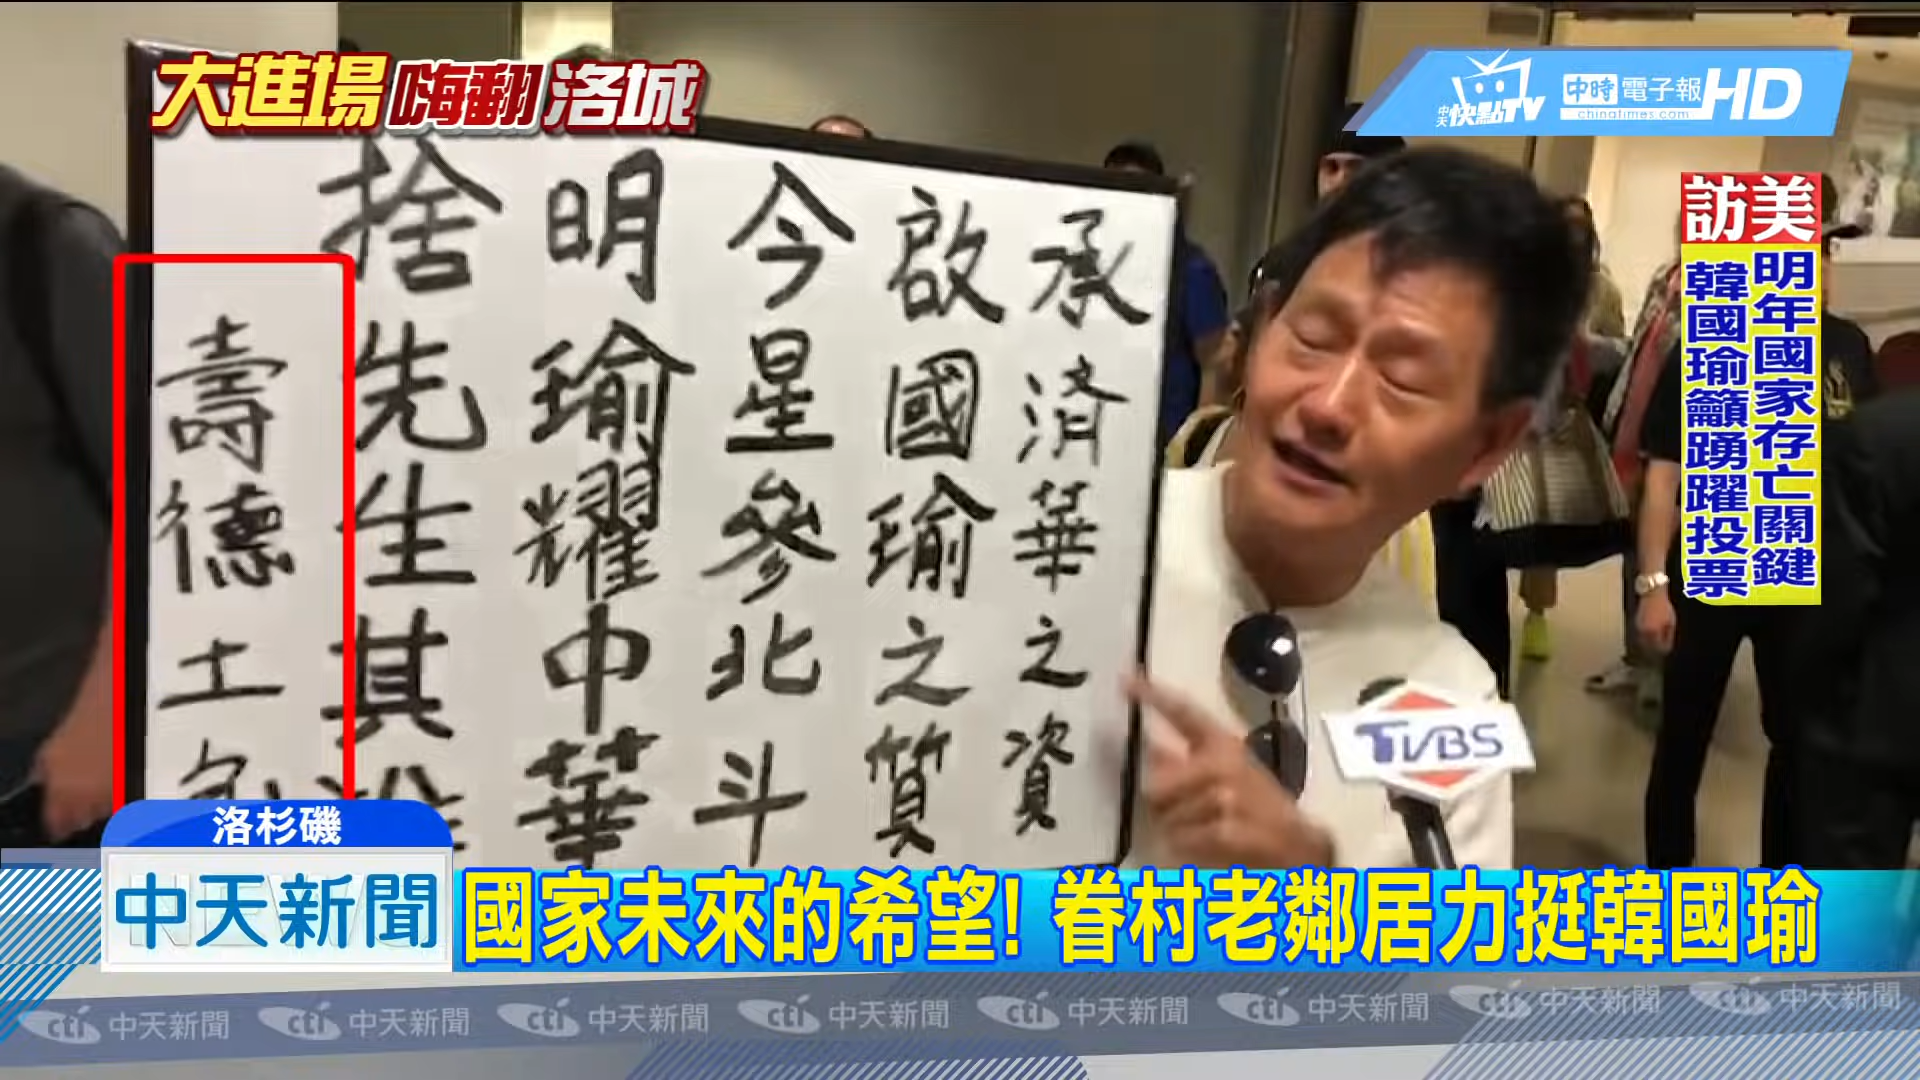 大進場 嗨翻洛城
中天快點TV 中時電子報 HD
chinatimes.com
訪美
明年國家存亡關鍵
韓國瑜籲踴躍投票
承済華之資
啟國瑜之質
今星參北斗
明瑜耀中華
捨先生其誰
壽德土
TVBS
洛杉磯
中天新聞
國家未來的希望! 眷村老鄰居力挺韓國瑜
cti 中天新聞 cti 中天新聞 cti 中天新聞 cti 中天新聞 cti 中天新聞 cti 中天新聞 cti 中天新聞 cti 中天新聞